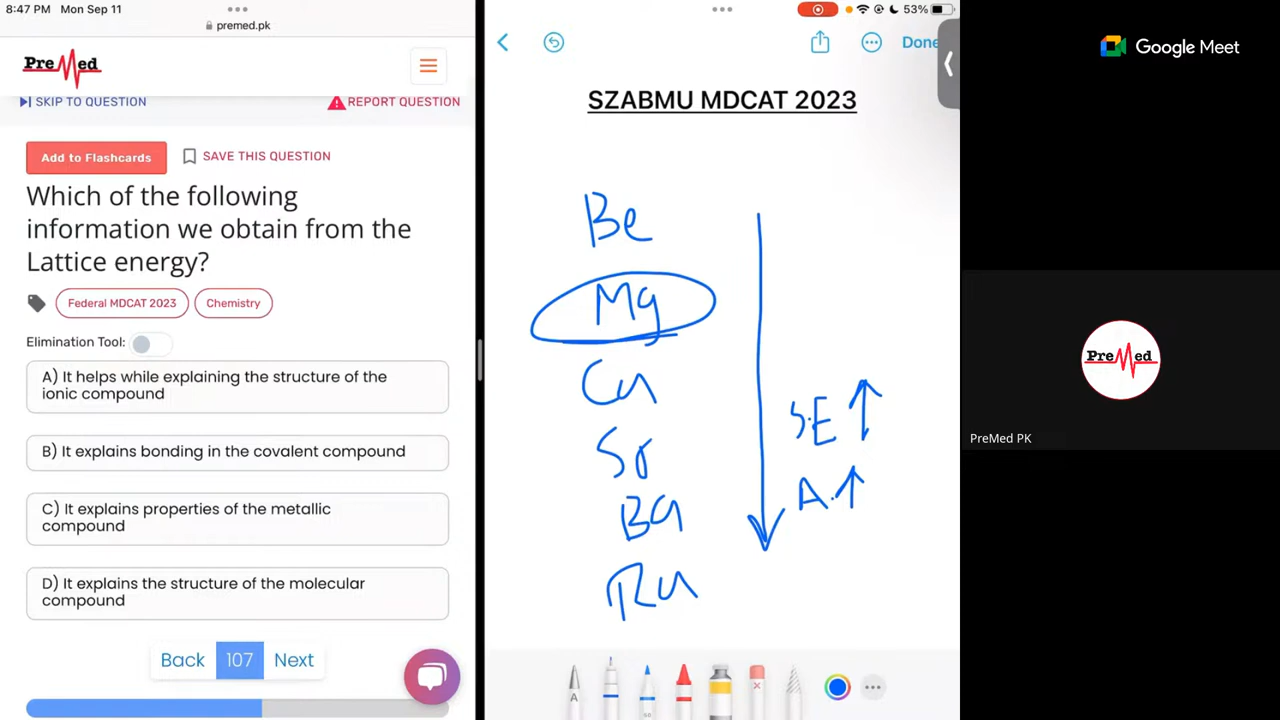 8:47 PM Mon Sep 11
premed.pk
53%
PreMed
SKIP TO QUESTION
REPORT QUESTION
Add to Flashcards
SAVE THIS QUESTION
Which of the following
information we obtain from the
Lattice energy?
Federal MDCAT 2023
Chemistry
Elimination Tool:
A) It helps while explaining the structure of the
ionic compound
B) It explains bonding in the covalent compound
C) It explains properties of the metallic
compound
D) It explains the structure of the molecular
compound
Back
107
Next
Done
SZABMU MDCAT 2023
Be
Mg
Ca
Sr
Ba
Ra
S.E ↑
A. ↑
A
Google Meet
PreMed
PreMed PK